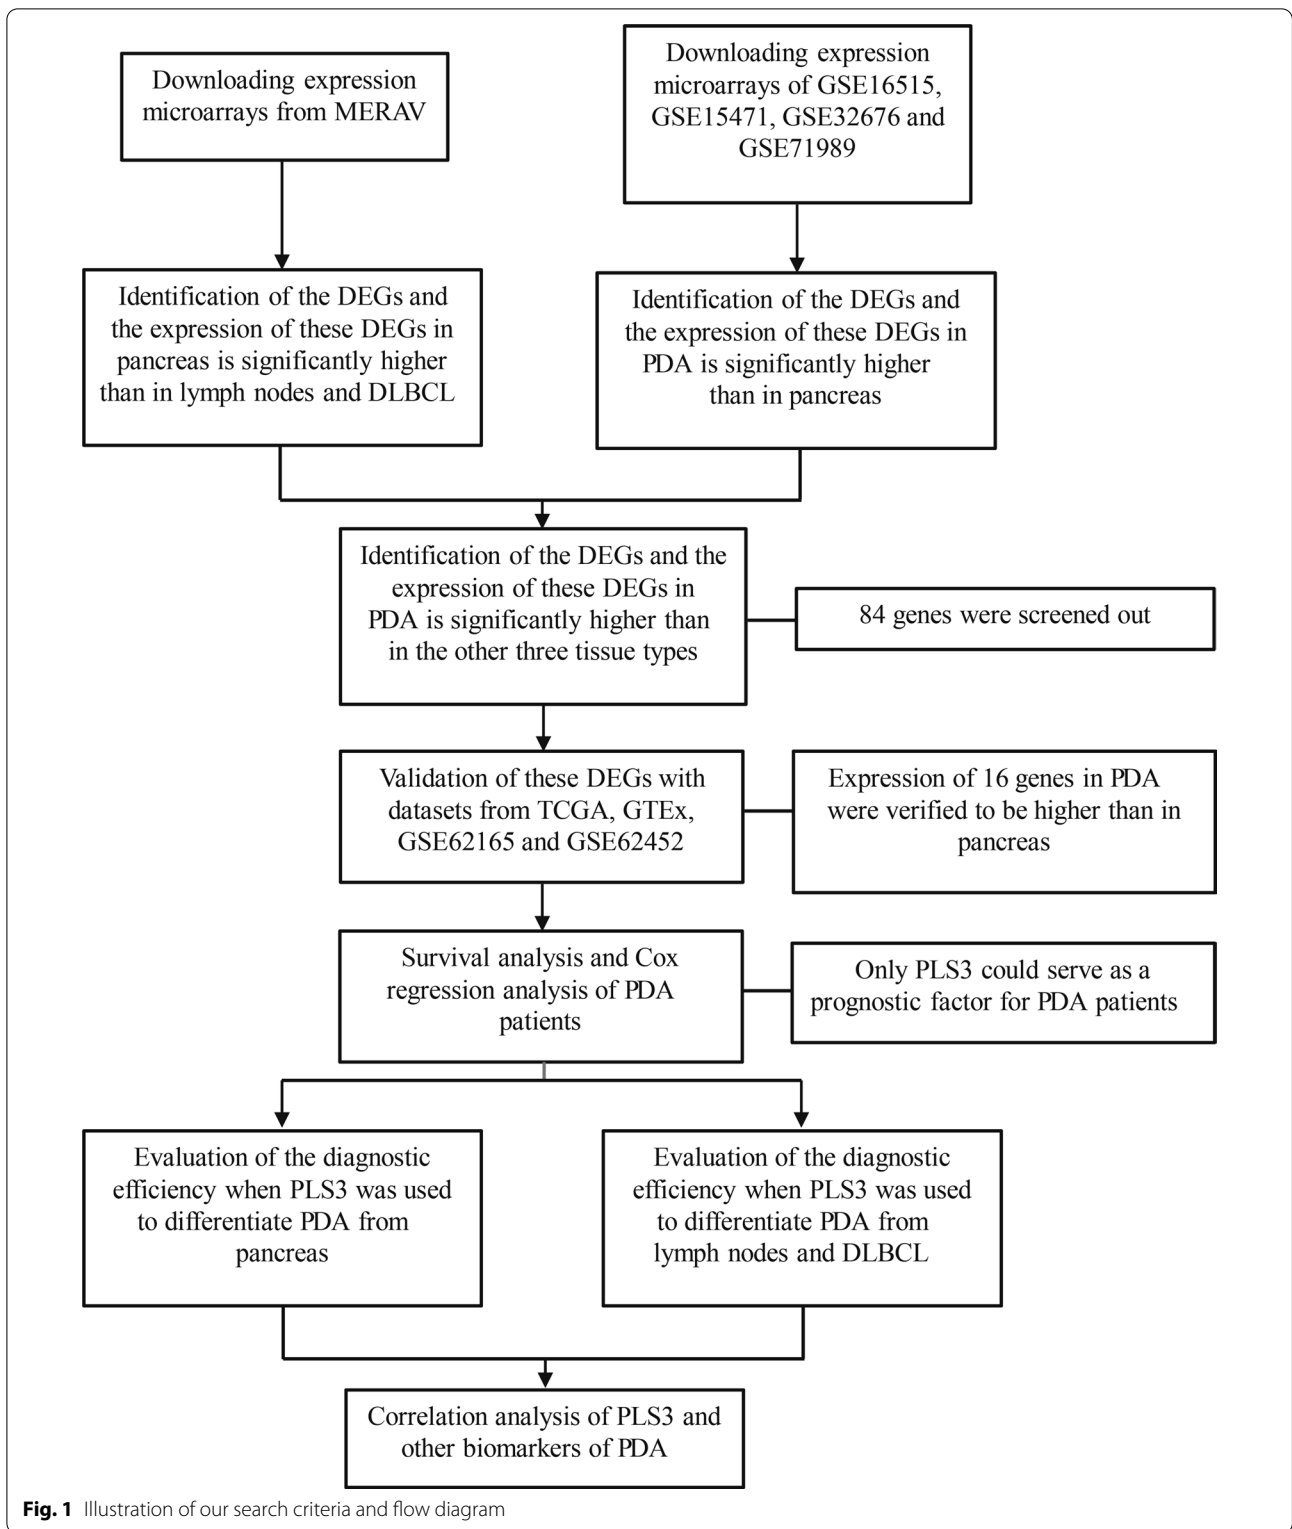 Downloading expression
microarrays from MERAV
Downloading expression
microarrays of GSE16515,
GSE15471, GSE32676 and
GSE71989
Identification of the DEGs and
the expression of these DEGs in
pancreas is significantly higher
than in lymph nodes and DLBCL
Identification of the DEGs and
the expression of these DEGs in
PDA is significantly higher
than in pancreas
Identification of the DEGs and the
expression of these DEGs in
PDA is significantly higher than
in the other three tissue types
84 genes were screened out
Validation of these DEGs with
datasets from TCGA, GTEx,
GSE62165 and GSE62452
Expression of 16 genes in PDA
were verified to be higher than in
pancreas
Survival analysis and Cox
regression analysis of PDA
patients
Only PLS3 could serve as a
prognostic factor for PDA patients
Evaluation of the diagnostic
efficiency when PLS3 was used
to differentiate PDA from
pancreas
Evaluation of the diagnostic
efficiency when PLS3 was used
to differentiate PDA from
lymph nodes and DLBCL
Correlation analysis of PLS3 and
other biomarkers of PDA
Fig. 1 Illustration of our search criteria and flow diagram